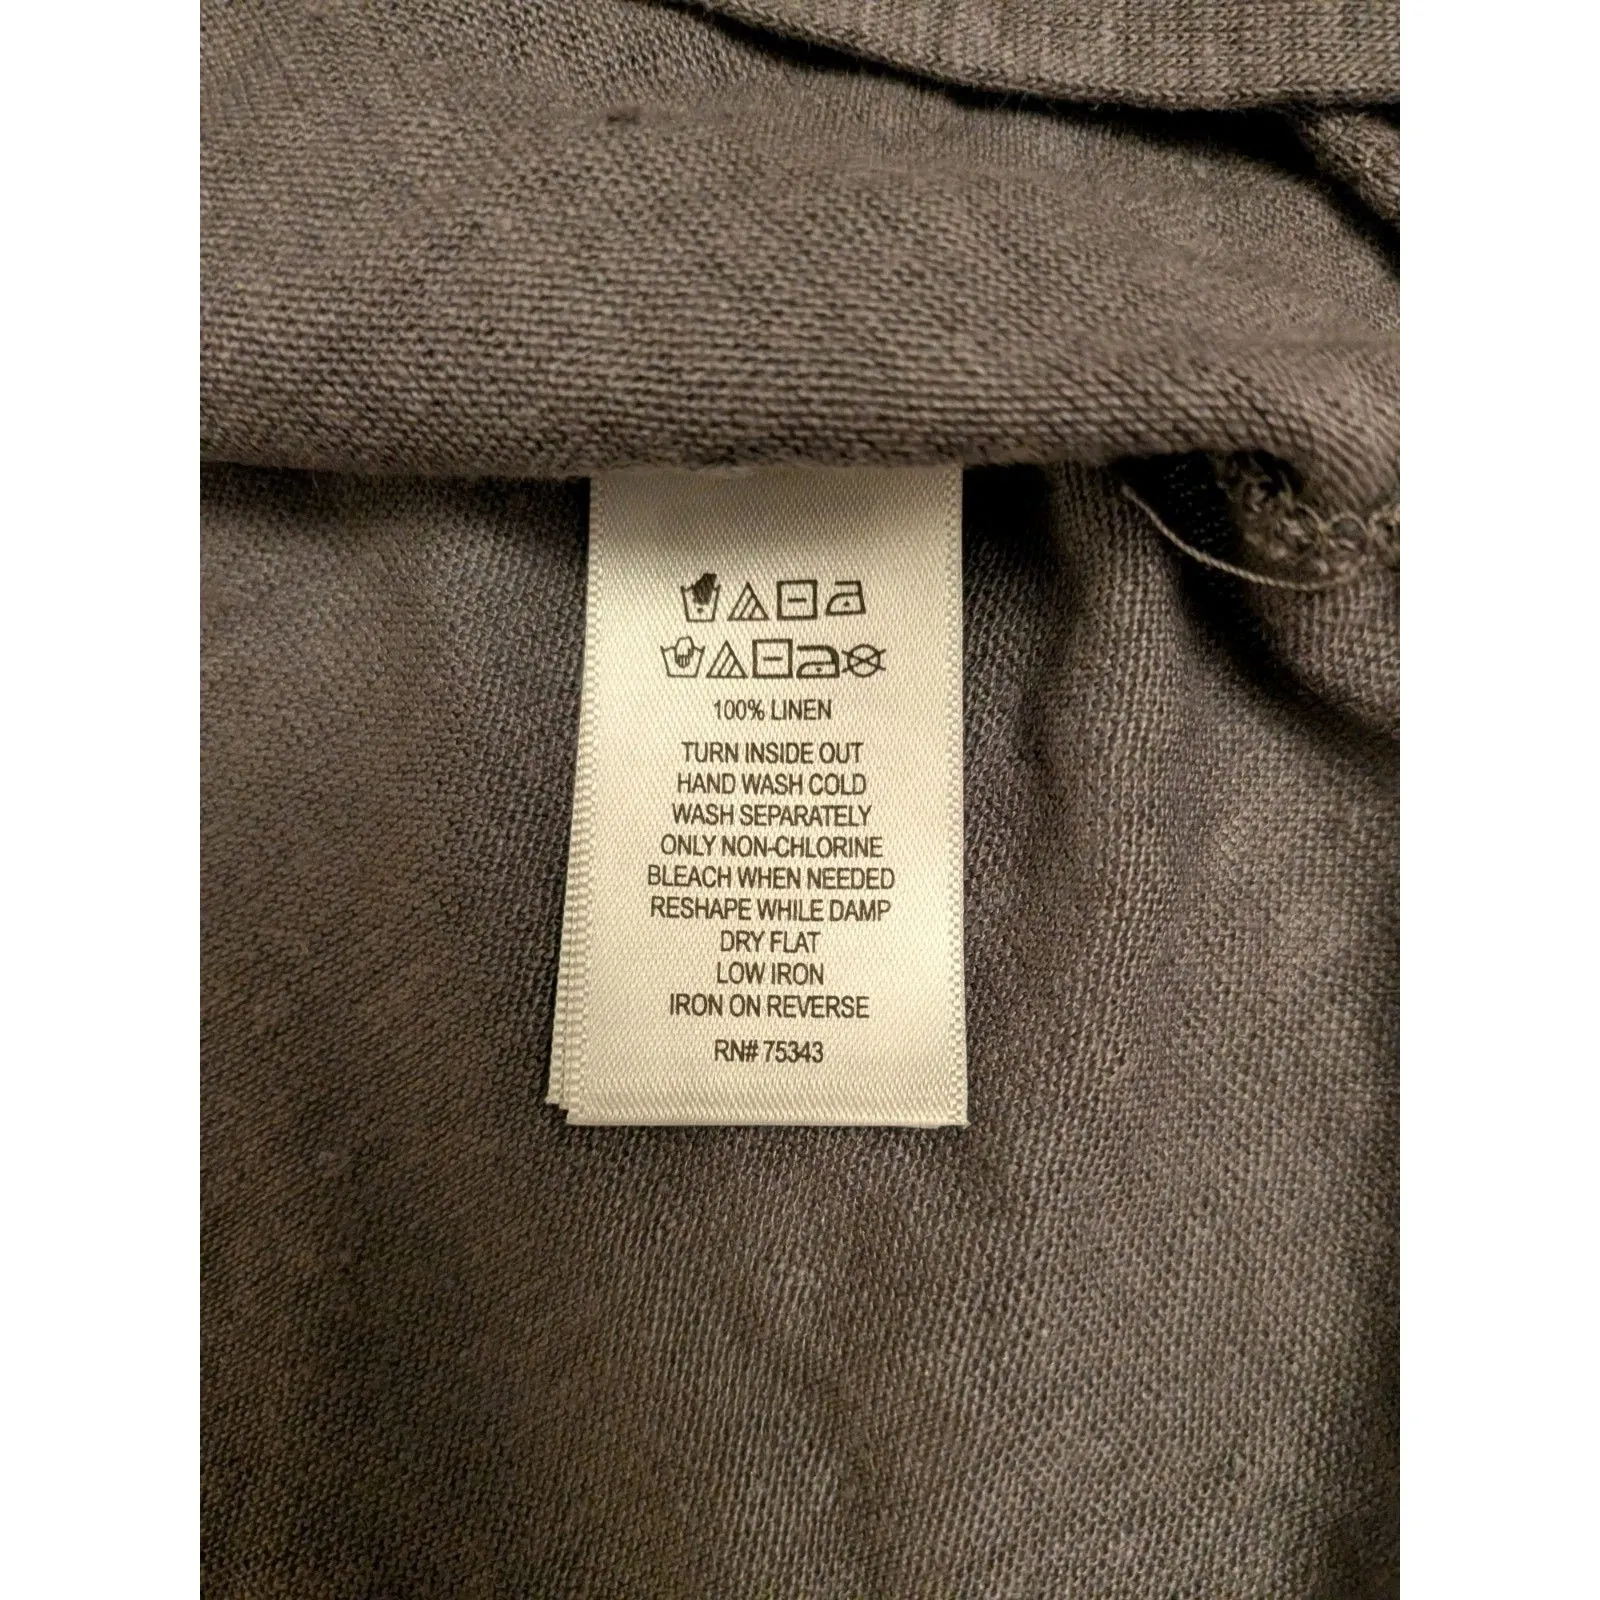 100% LINEN
TURN INSIDE OUT
HAND WASH COLD
WASH SEPARATELY
ONLY NON-CHLORINE
BLEACH WHEN NEEDED
RESHAPE WHILE DAMP
DRY FLAT
LOW IRON
IRON ON REVERSE
RN# 75343